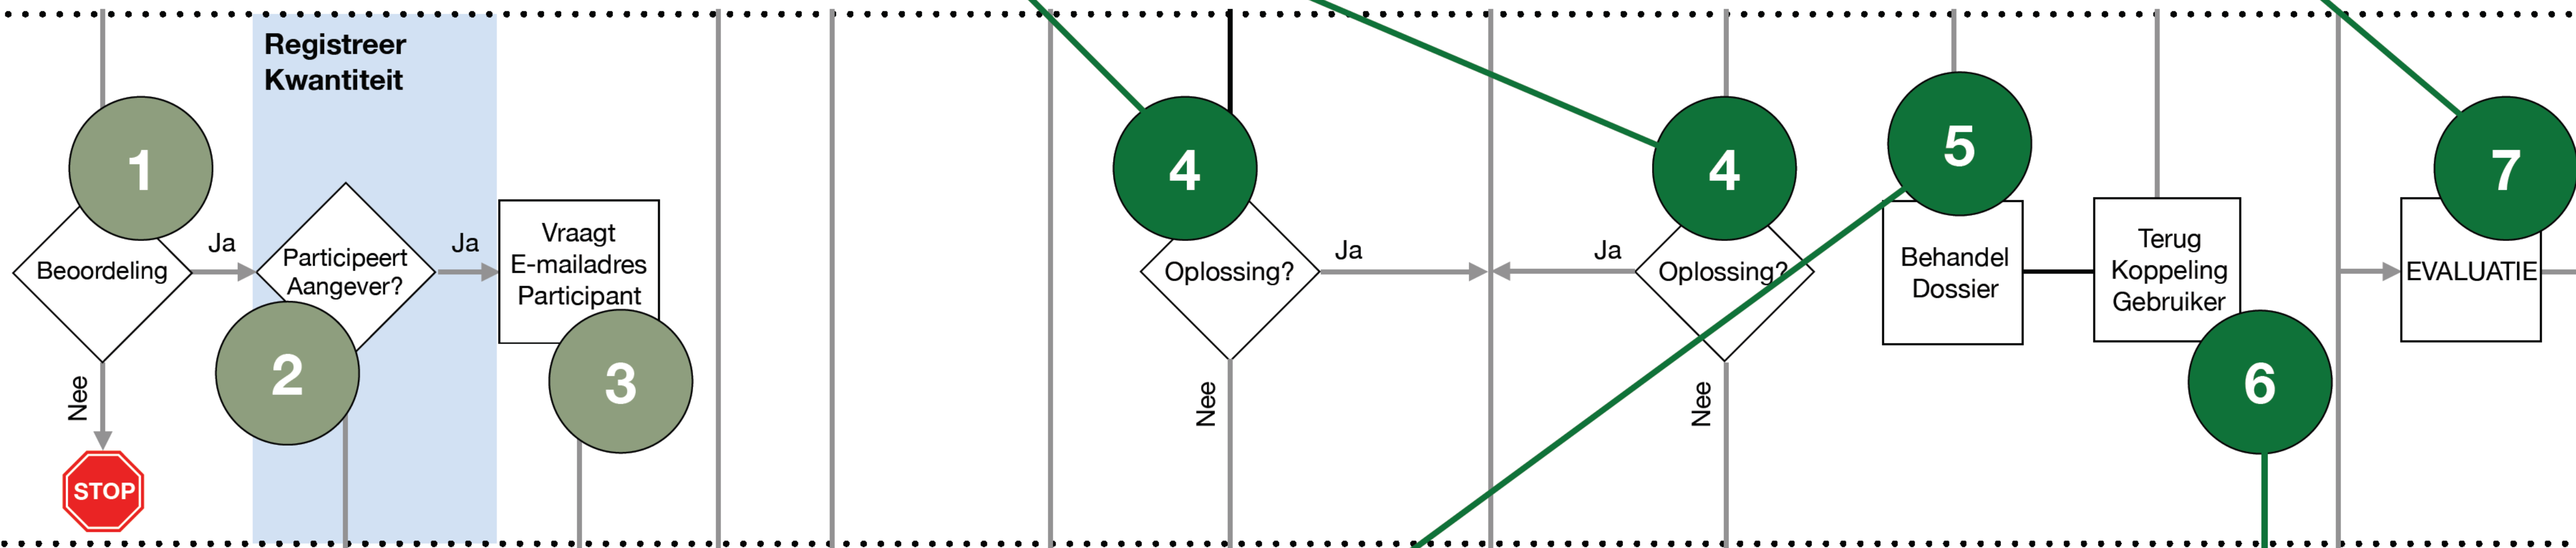 Registreer
Kwantiteit
1
Beoordeling
Ja
Nee
STOP
Participeert
Aangever?
2
Ja
Vraagt
E-mailadres
Participant
3
4
Oplossing?
Ja
Nee
4
Ja
Oplossing?
Nee
5
Behandel
Dossier
Terug
Koppeling
Gebruiker
6
7
EVALUATIE